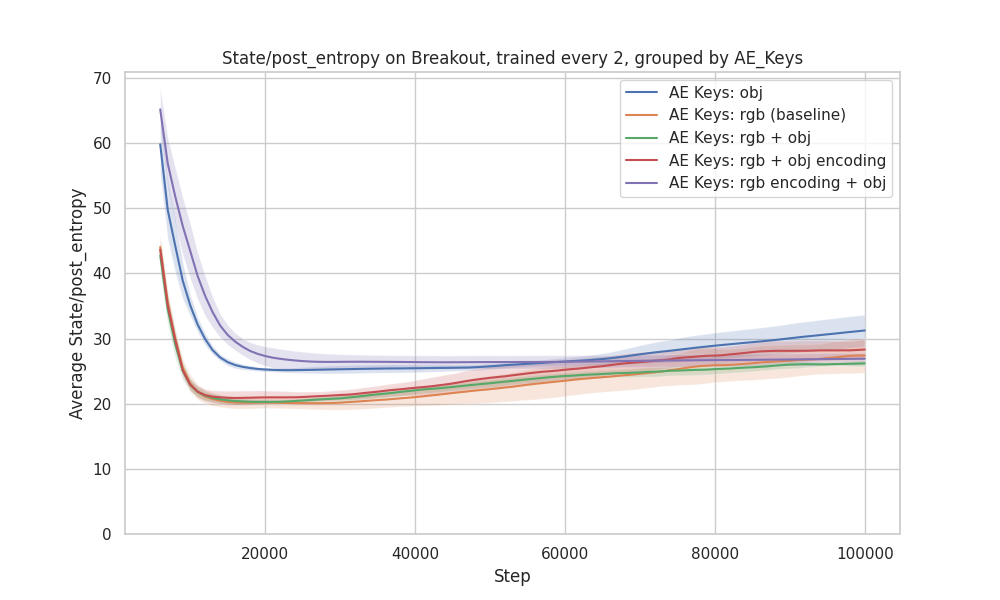 State/post_entropy on Breakout, trained every 2, grouped by AE_Keys
70
60
50
40
30
20
10
0
Average State/post_entropy
AE Keys: obj
AE Keys: rgb (baseline)
AE Keys: rgb + obj
AE Keys: rgb + obj encoding
AE Keys: rgb encoding + obj
20000 40000 60000 80000 100000
Step